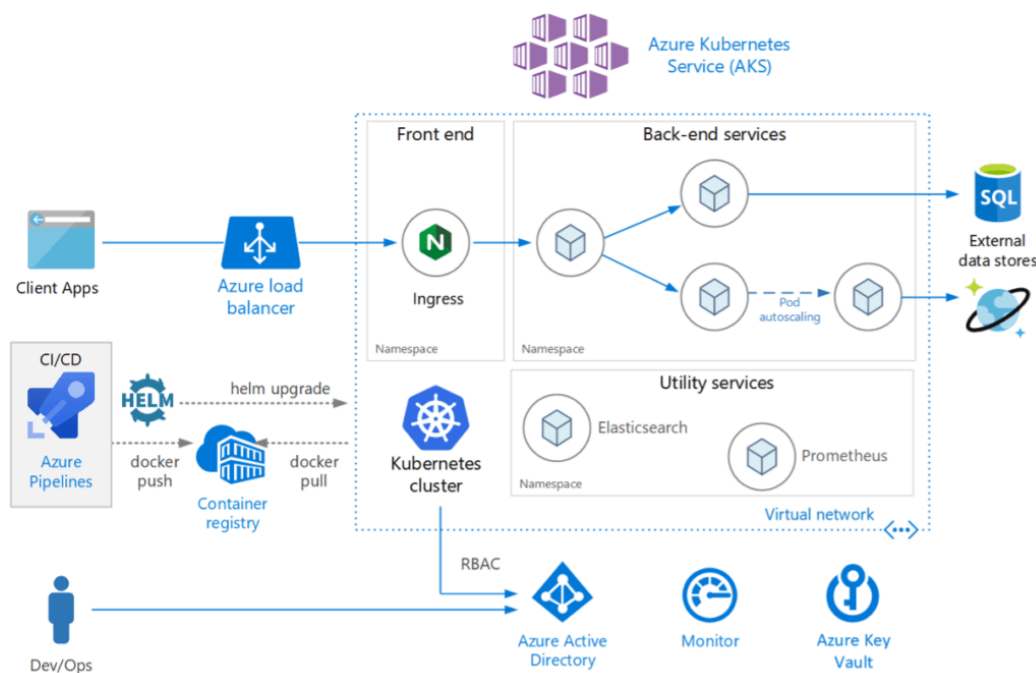 Azure Kubernetes
Service (AKS)
Front end
Back-end services
SQL
External
data stores
Client Apps
Azure load
balancer
N
Ingress
Pod
autoscaling
Namespace
Namespace
CI/CD
HELM
helm upgrade
Azure
Pipelines
docker
push
docker
pull
Container
registry
Kubernetes
cluster
Utility services
Elasticsearch
Prometheus
Namespace
Virtual network
RBAC
Dev/Ops
Azure Active
Directory
Monitor
Azure Key
Vault